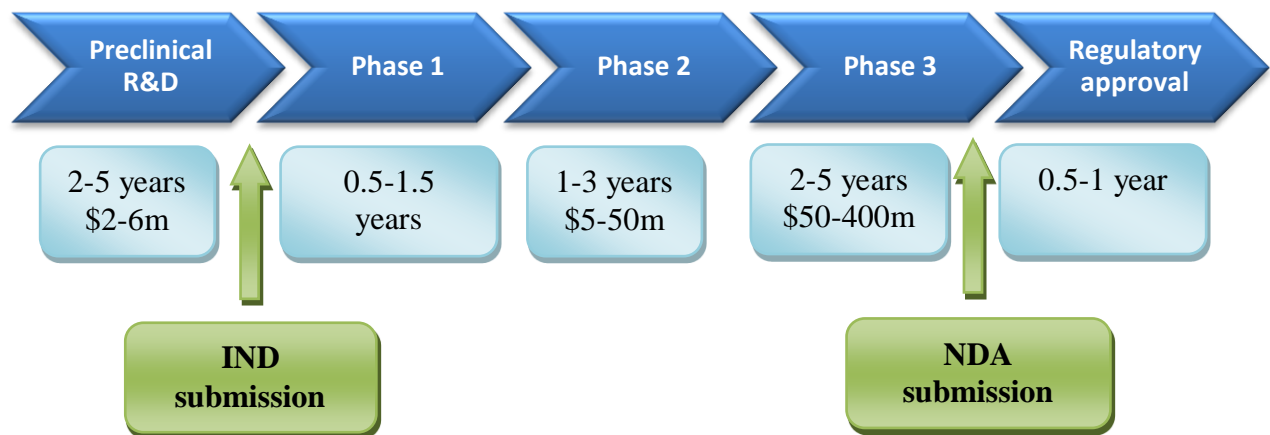 Preclinical
R&D
Phase 1
Phase 2
Phase 3
Regulatory
approval
2-5 years
$2-6m
0.5-1.5
years
1-3 years
$5-50m
2-5 years
$50-400m
0.5-1 year
IND
submission
NDA
submission